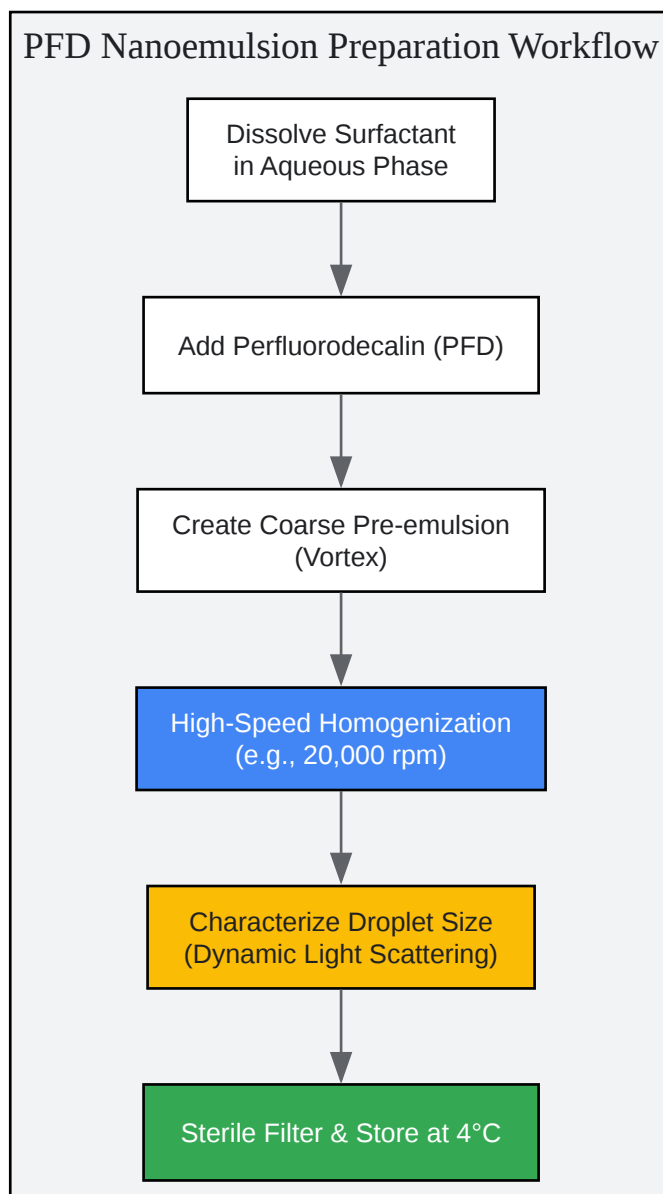 PFD Nanoemulsion Preparation Workflow
Dissolve Surfactant
in Aqueous Phase
Add Perfluorodecalin (PFD)
Create Coarse Pre-emulsion
(Vortex)
High-Speed Homogenization
(e.g., 20,000 rpm)
Characterize Droplet Size
(Dynamic Light Scattering)
Sterile Filter & Store at 4°C